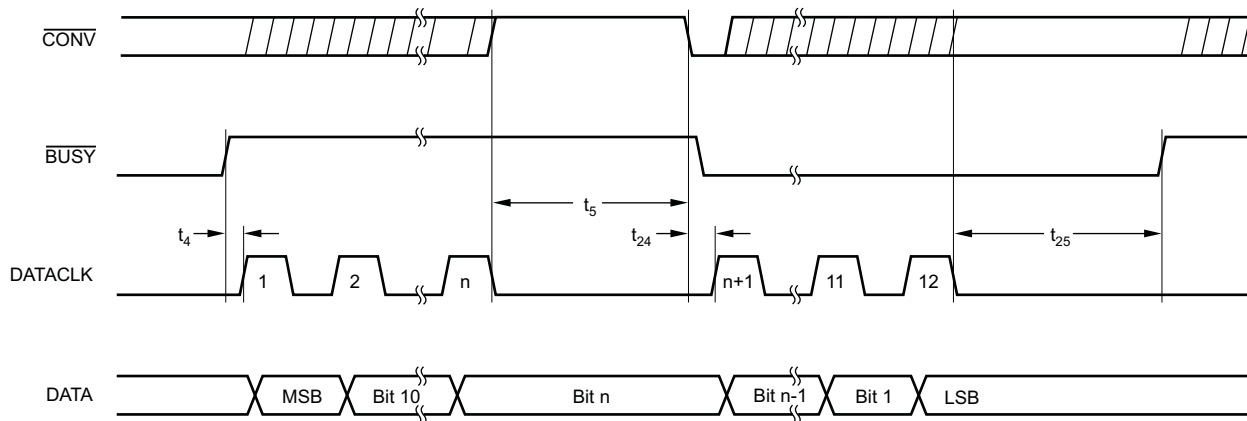 CONV
BUSY
t5
t4
t24
t25
DATACLK
1
2
n
n+1
11
12
DATA
MSB
Bit 10
Bit n
Bit n-1
Bit 1
LSB